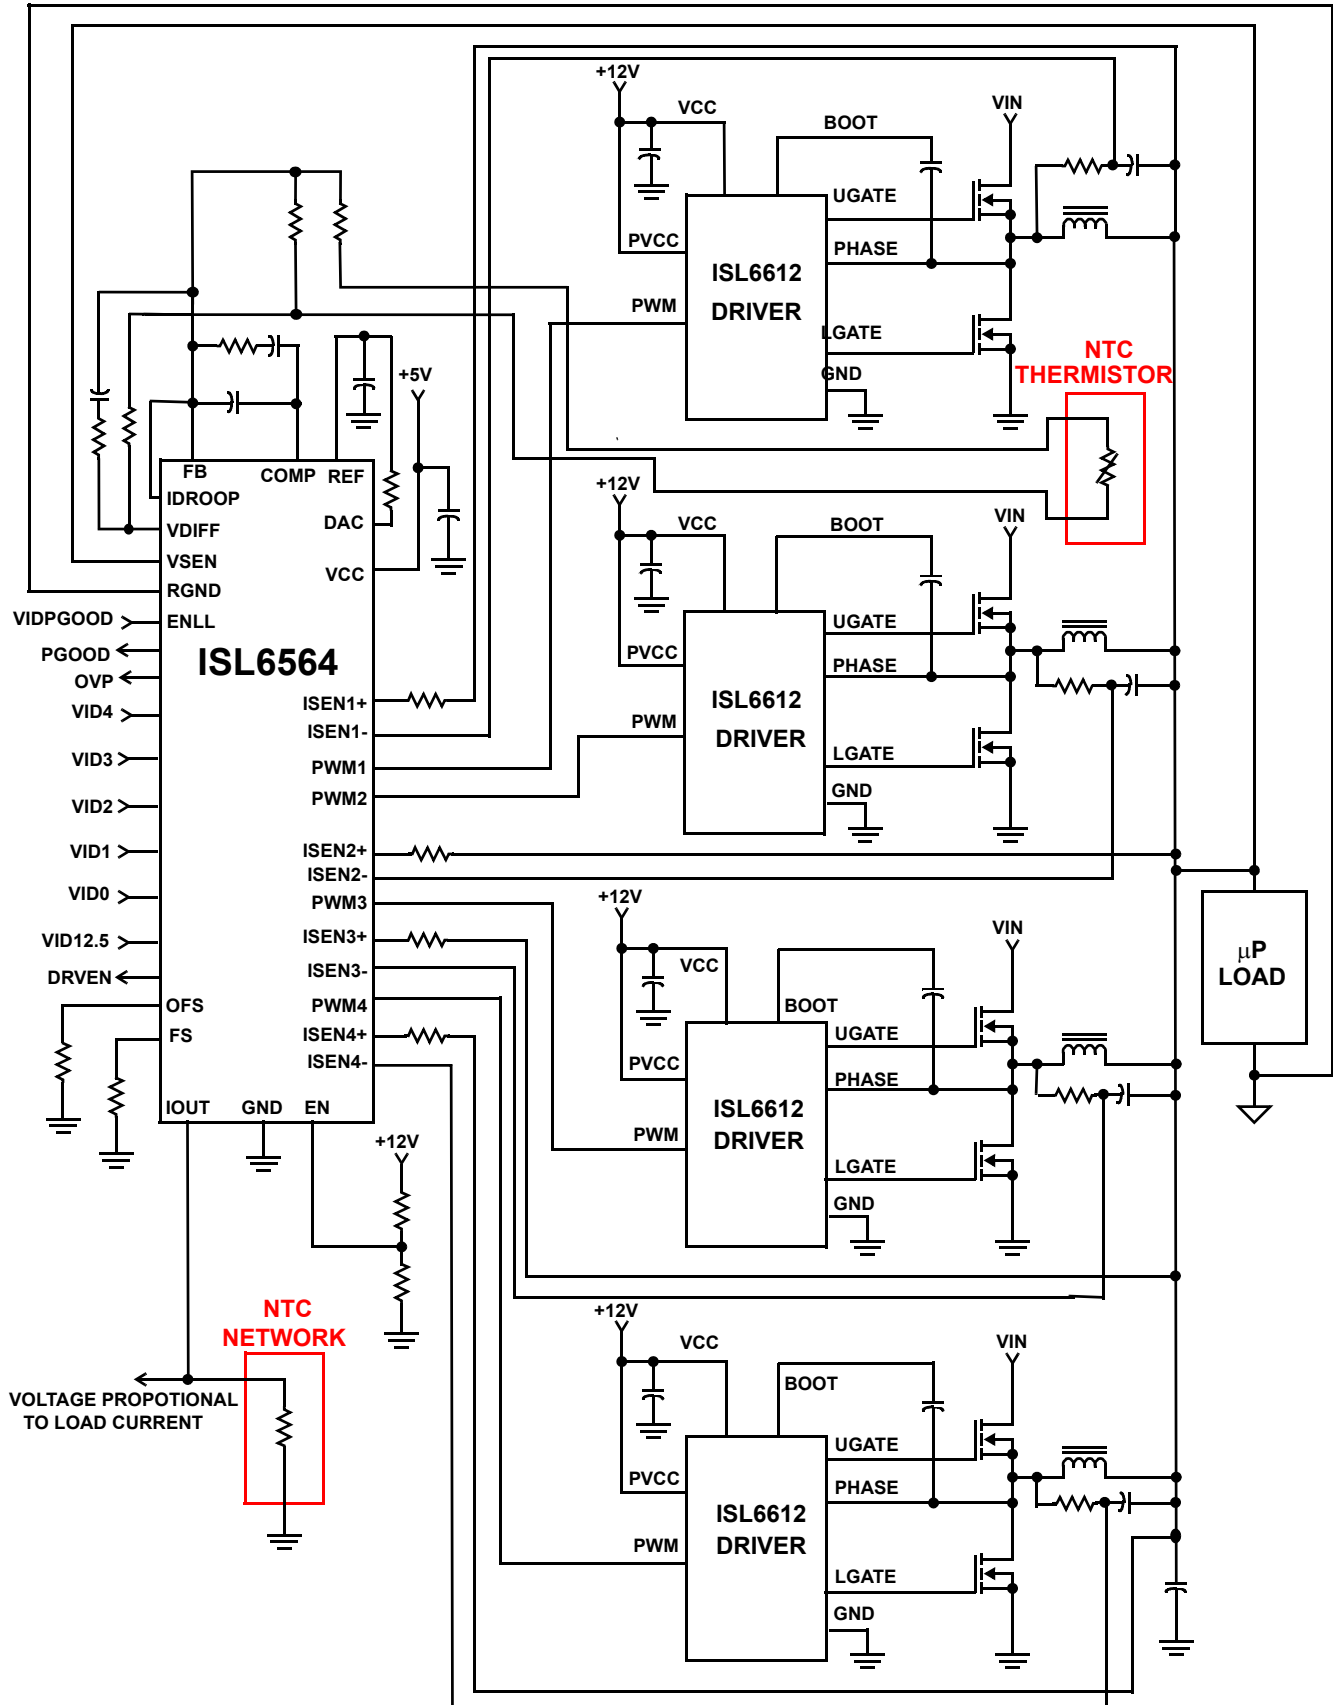 +12V
VCC
BOOT
VIN
UGATE
PVCC
PHASE
ISL6612
DRIVER
PWM
LGATE
GND
NTC
THERMISTOR
+5V
FB
COMP
REF
IDROOP
DAC
VDIFF
VSEN
VCC
RGND
VIDPGOOD
ENLL
PGOOD
OVP
ISL6564
VID4
ISEN1+
ISEN1-
VID3
PWM1
VID2
PWM2
VID1
ISEN2+
ISEN2-
VID0
PWM3
VID12.5
ISEN3+
DRVEN
ISEN3-
OFS
PWM4
FS
ISEN4+
ISEN4-
IOUT
GND
EN
+12V
+12V
VCC
BOOT
VIN
UGATE
PVCC
PHASE
ISL6612
DRIVER
PWM
LGATE
GND
+12V
VCC
BOOT
VIN
UGATE
PVCC
PHASE
ISL6612
DRIVER
PWM
LGATE
GND
µP
LOAD
NTC
NETWORK
VOLTAGE PROPOTIONAL
TO LOAD CURRENT
+12V
VCC
BOOT
VIN
UGATE
PVCC
PHASE
ISL6612
DRIVER
PWM
LGATE
GND